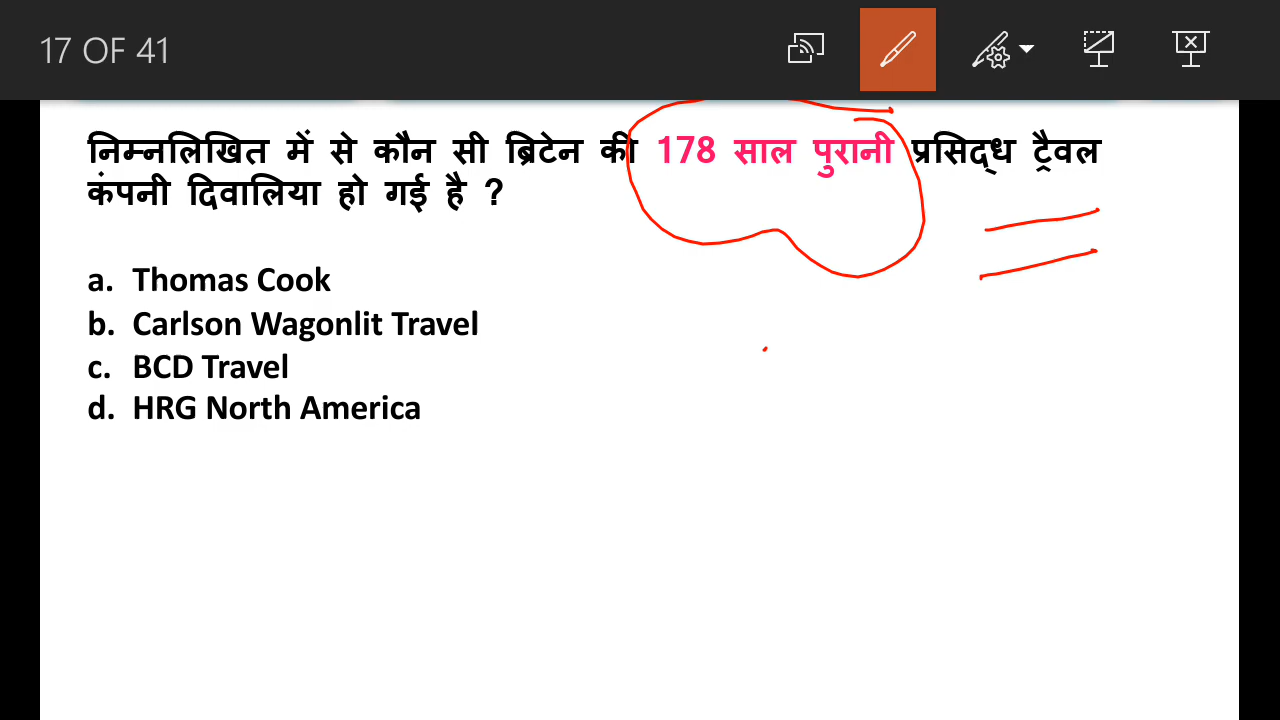 17 OF 41
निम्नलिखित में से कौन सी ब्रिटेन की 178 साल पुरानी प्रसिद्ध ट्रैवल
कंपनी दिवालिया हो गई है ?
a. Thomas Cook
b. Carlson Wagonlit Travel
c. BCD Travel
d. HRG North America